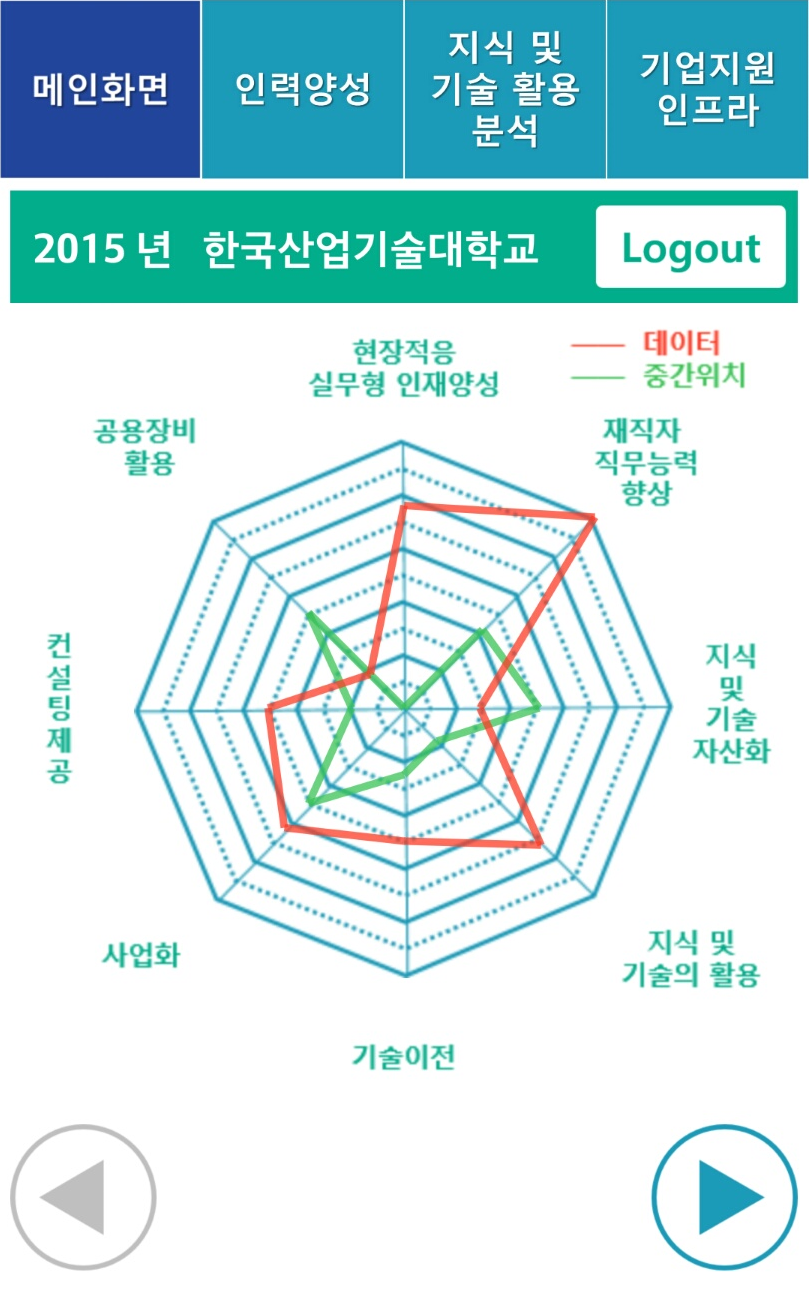 메인화면
인력양성
지식 및
기술 활용
분석
기업지원
인프라
2015 년 한국산업기술대학교
Logout
데이터
중간위치
현장적응
실무형 인재양성
재직자
직무능력
향상
지식
및
기술
자산화
지식 및
기술의 활용
기술이전
사업화
컨
설
팅
제
공
공용장비
활용